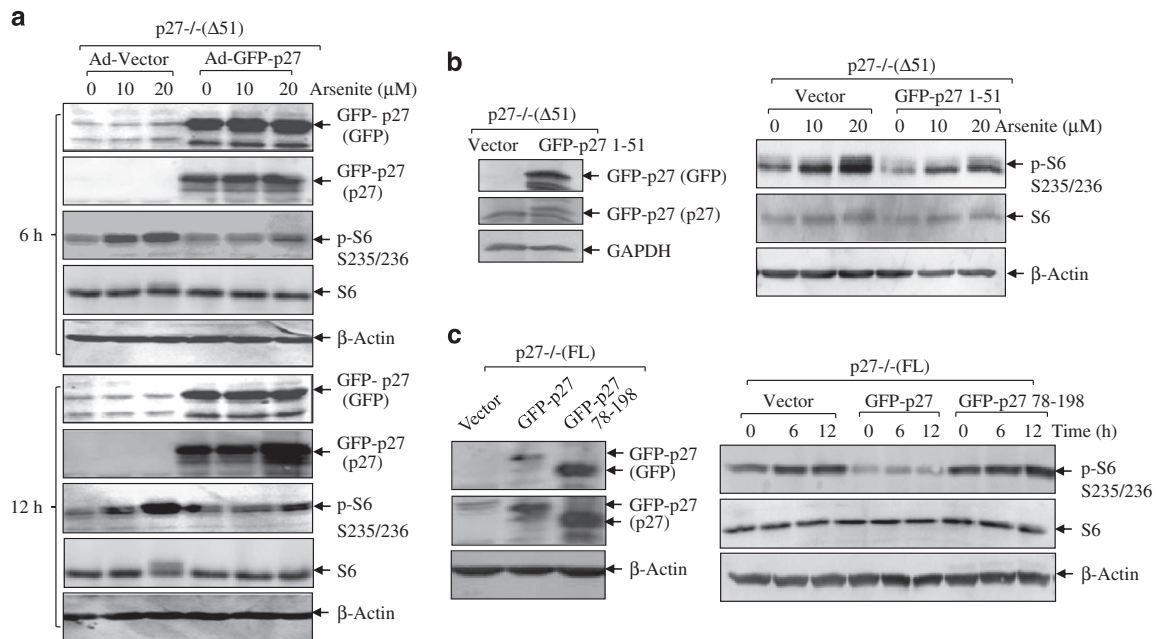 a
p27-/-(Δ51)
Ad-Vector Ad-GFP-p27
0 10 20 0 10 20 Arsenite (μM)
GFP- p27
(GFP)
GFP-p27
(p27)
6 h
p-S6
S235/236
S6
β-Actin
GFP- p27
(GFP)
GFP-p27
(p27)
12 h
p-S6
S235/236
S6
β-Actin
b
p27-/-(Δ51)
Vector GFP-p27 1-51
GFP-p27 (GFP)
GFP-p27 (p27)
GAPDH
p27-/-(Δ51)
Vector GFP-p27 1-51
0 10 20 0 10 20 Arsenite (μM)
p-S6
S235/236
S6
β-Actin
c
p27-/-(FL)
Vector
GFP-p27
GFP-p27
78-198
GFP-p27
(GFP)
GFP-p27
(p27)
β-Actin
p27-/-(FL)
Vector GFP-p27 GFP-p27 78-198
0 6 12 0 6 12 0 6 12 Time (h)
p-S6
S235/236
S6
β-Actin